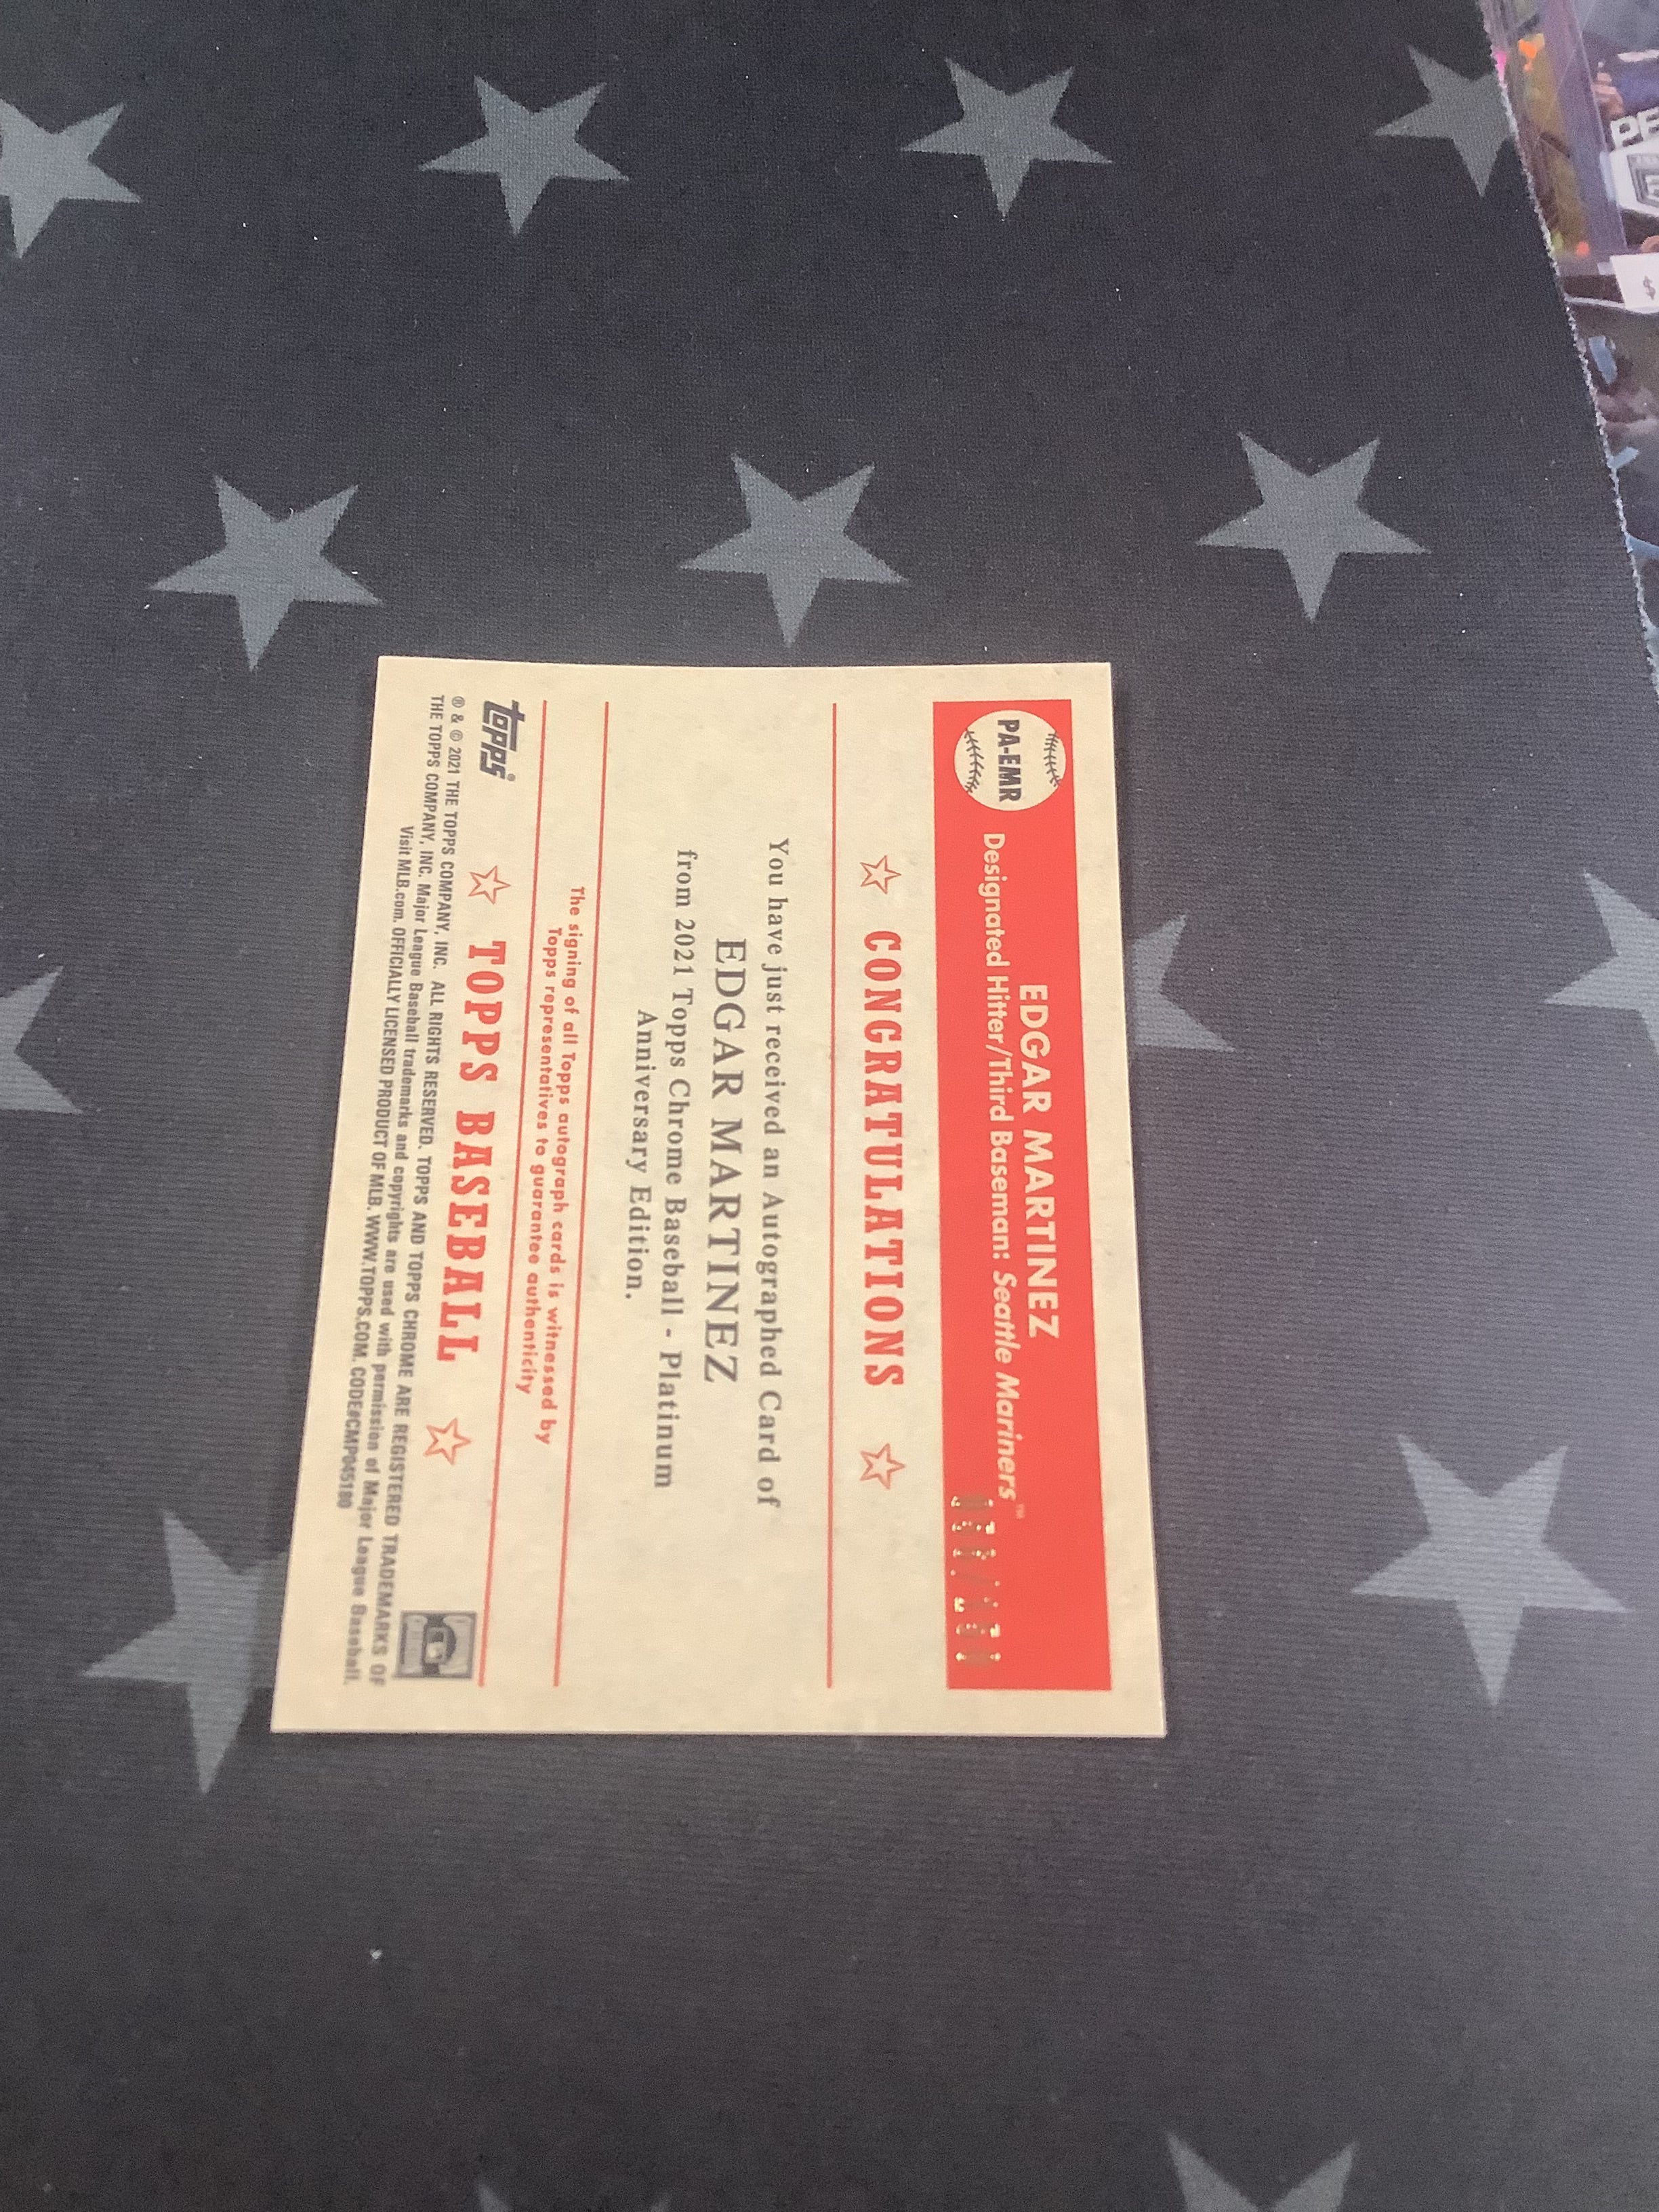 PA-EMR
EDGAR MARTINEZ
Designated Hitter/Third Baseman: Seattle Mariners™
CONGRATULATIONS
You have just received an Autographed Card of
EDGAR MARTINEZ
from 2021 Topps Chrome Baseball - Platinum
Anniversary Edition.
The signing of all Topps autograph cards is witnessed by
Topps representatives to guarantee authenticity
topps®
TOPPS BASEBALL
® & © 2021 THE TOPPS COMPANY, INC. ALL RIGHTS RESERVED. TOPPS AND TOPPS CHROME ARE REGISTERED TRADEMARKS OF
THE TOPPS COMPANY, INC. Major League Baseball trademarks and copyrights are used with permission of Major League Baseball.
Visit MLB.com. OFFICIALLY LICENSED PRODUCT OF MLB. WWW.TOPPS.COM. CODE#CMP045180
$